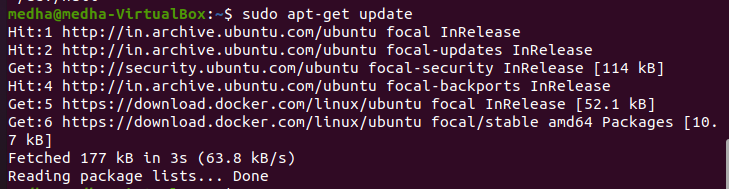 medha@medha-VirtualBox:~$ sudo apt-get update
Hit:1 http://in.archive.ubuntu.com/ubuntu focal InRelease
Hit:2 http://in.archive.ubuntu.com/ubuntu focal-updates InRelease
Get:3 http://security.ubuntu.com/ubuntu focal-security InRelease [114 kB]
Hit:4 http://in.archive.ubuntu.com/ubuntu focal-backports InRelease
Get:5 https://download.docker.com/linux/ubuntu focal InRelease [52.1 kB]
Get:6 https://download.docker.com/linux/ubuntu focal/stable amd64 Packages [10.
7 kB]
Fetched 177 kB in 3s (63.8 kB/s)
Reading package lists... Done